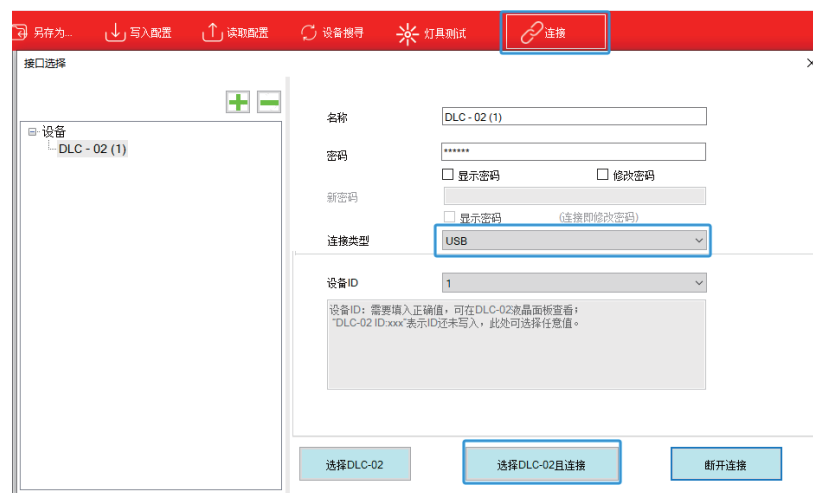 另存为... 写入配置 读取配置 设备搜寻 灯具测试 连接
接口选择
设备
DLC - 02 (1)
名称 DLC - 02 (1)
密码 ******
显示密码 修改密码
新密码
显示密码 (连接即修改密码)
连接类型 USB
设备ID 1
设备ID：需要填入正确值，可在DLC-02液晶面板查看；
"DLC-02 ID:xxx"表示ID还未写入，此处可选择任意值。
选择DLC-02 选择DLC-02且连接 断开连接